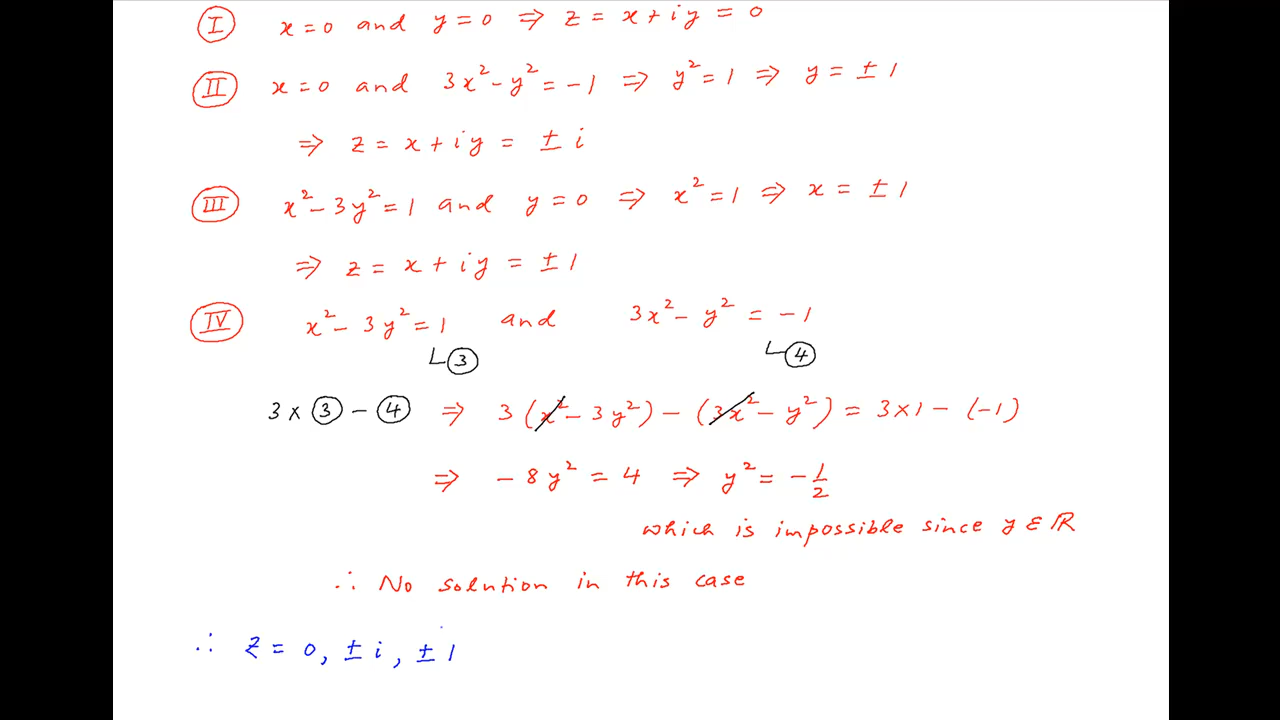 I x = 0 and y = 0 ⇒ z = x + iy = 0
II x = 0 and 3x² - y² = -1 ⇒ y² = 1 ⇒ y = ± 1
⇒ z = x + iy = ± i
III x² - 3y² = 1 and y = 0 ⇒ x² = 1 ⇒ x = ± 1
⇒ z = x + iy = ± 1
IV x² - 3y² = 1 and 3x² - y² = -1
③ ④
3 × ③ - ④ ⇒ 3 (x² - 3y²) - (3x² - y²) = 3×1 - (-1)
⇒ -8y² = 4 ⇒ y² = -1/2
which is impossible since y ∈ ℝ
∴ No solution in this case
∴ z = 0, ± i, ± 1